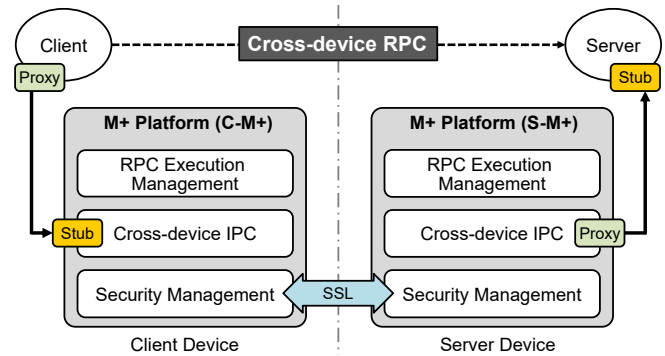 Client
Cross-device RPC
Server
Proxy
Stub
M+ Platform (C-M+)
M+ Platform (S-M+)
RPC Execution
Management
RPC Execution
Management
Stub
Cross-device IPC
Cross-device IPC
Proxy
Security Management
SSL
Security Management
Client Device
Server Device